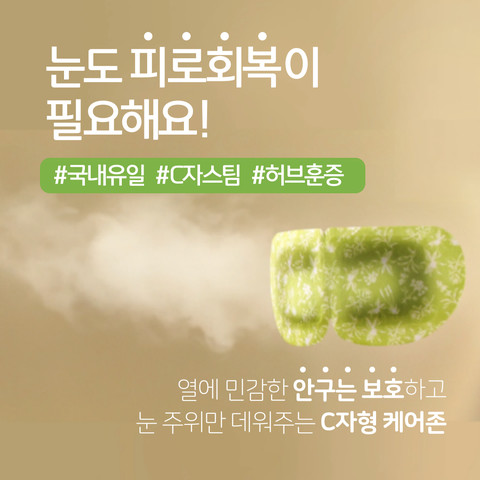 눈도 피로회복이
필요해요!
#국내유일 #C자스팀 #허브훈증
열에 민감한 안구는 보호하고
눈 주위만 데워주는 C자형 케어존